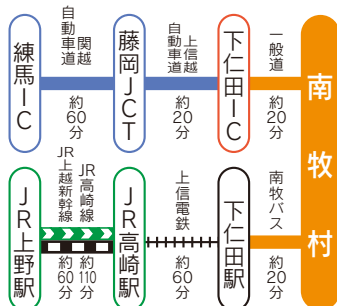 練馬IC
関越
自動車道
約60分
藤岡JCT
上信越
自動車道
約20分
下仁田IC
一般道
約20分
南牧村
JR上野駅
JR高崎線
約110分
JR上越新幹線
約60分
JR高崎駅
上信電鉄
約60分
下仁田駅
南牧バス
約20分